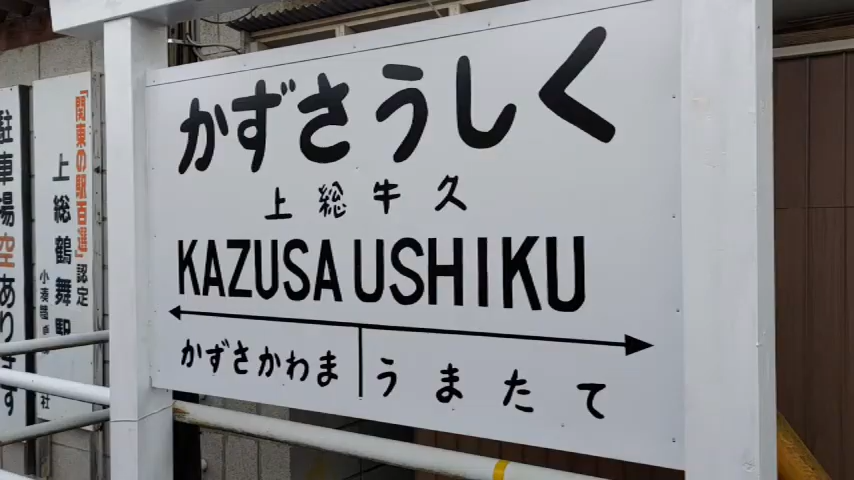 かずさうしく
上総牛久
KAZUSA USHIKU
かずさかわま
うまたて
「関東の駅百選」認定
上総鶴舞駅
駐車場空あります